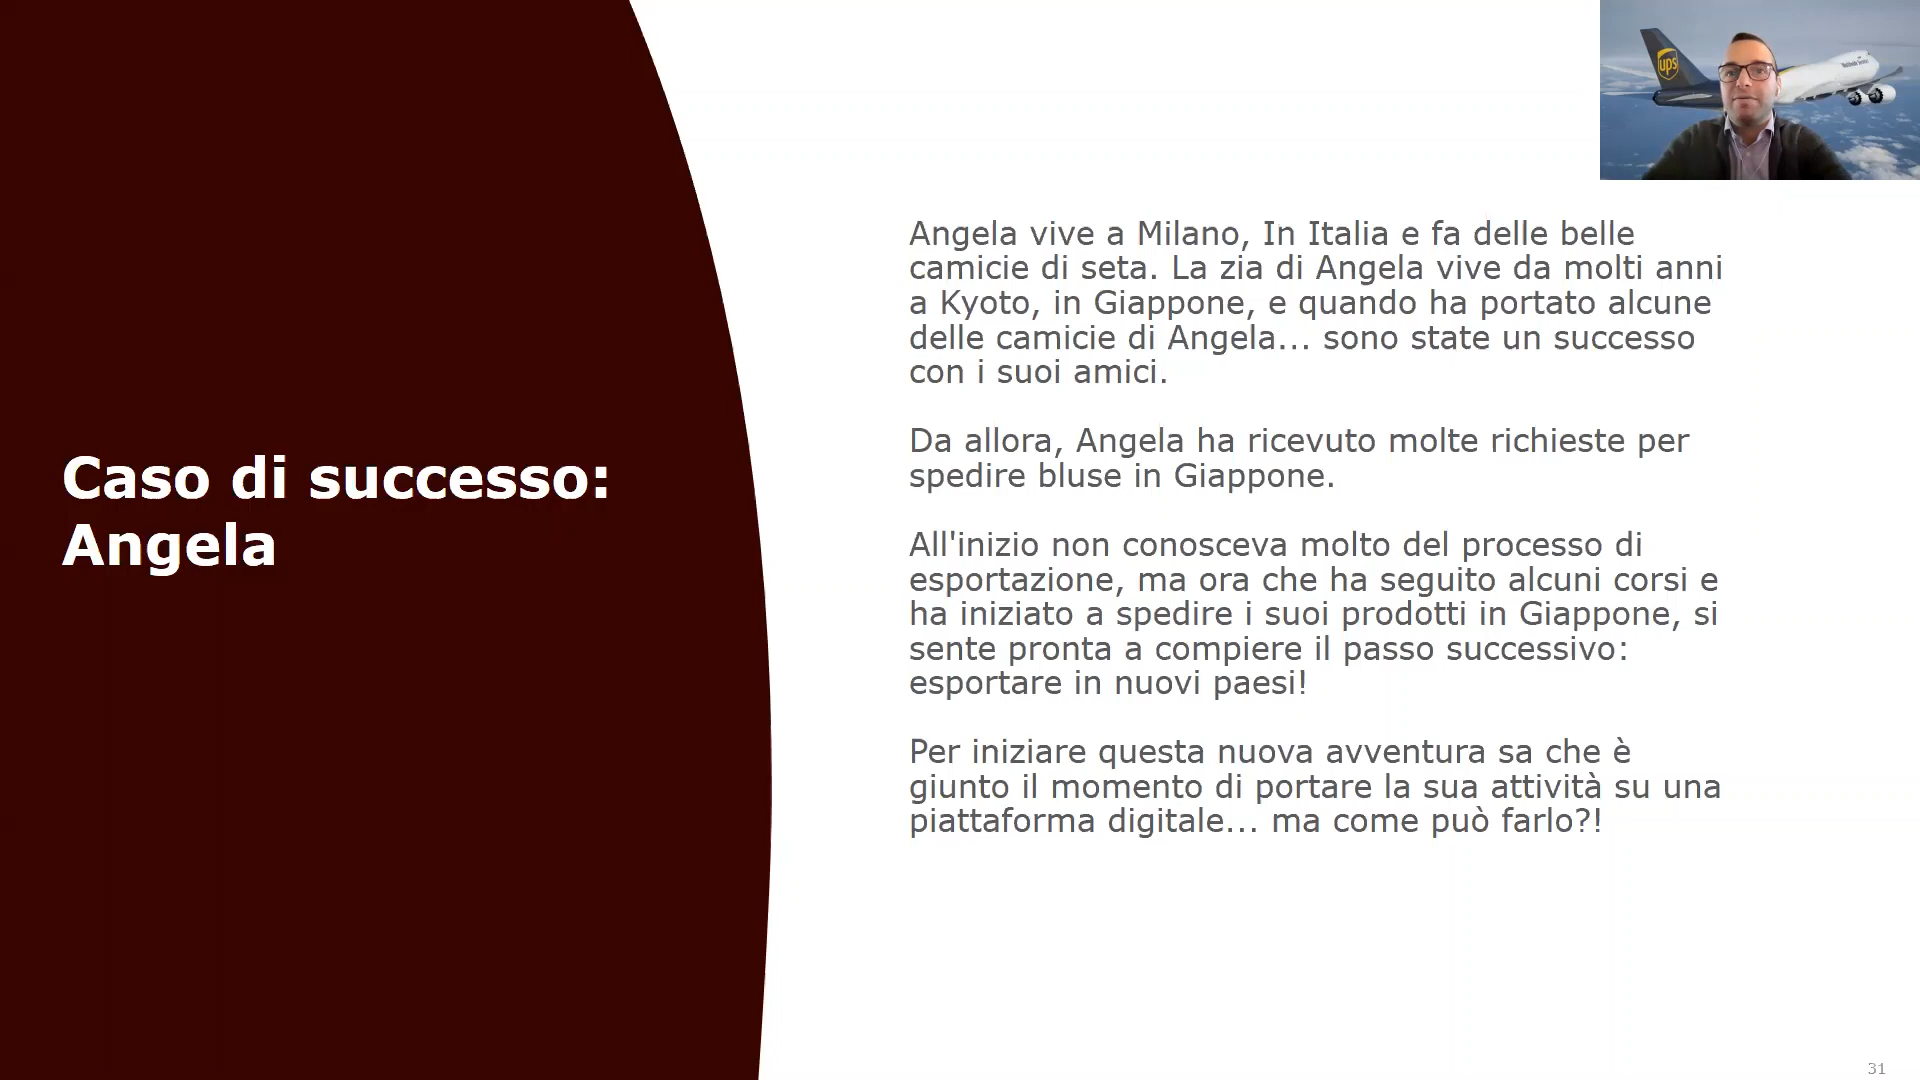 ups
Caso di successo:
Angela
Angela vive a Milano, In Italia e fa delle belle
camicie di seta. La zia di Angela vive da molti anni
a Kyoto, in Giappone, e quando ha portato alcune
delle camicie di Angela... sono state un successo
con i suoi amici.
Da allora, Angela ha ricevuto molte richieste per
spedire bluse in Giappone.
All'inizio non conosceva molto del processo di
esportazione, ma ora che ha seguito alcuni corsi e
ha iniziato a spedire i suoi prodotti in Giappone, si
sente pronta a compiere il passo successivo:
esportare in nuovi paesi!
Per iniziare questa nuova avventura sa che è
giunto il momento di portare la sua attività su una
piattaforma digitale... ma come può farlo?!
31